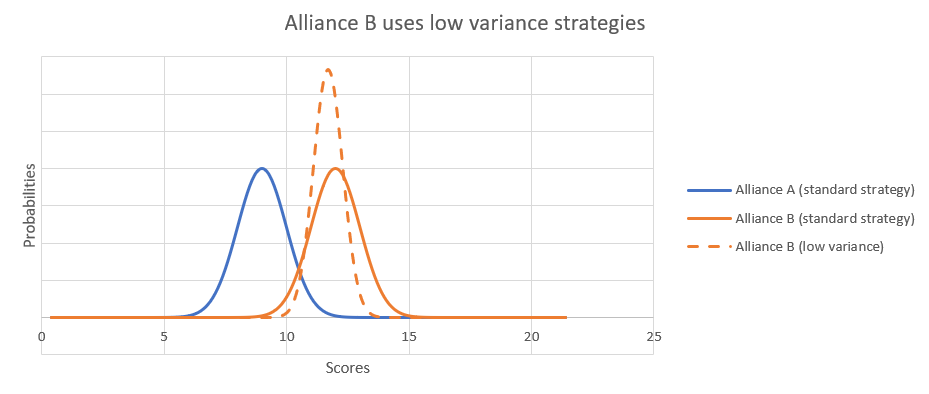 Alliance B uses low variance strategies
Probabilities
0 5 10 15 20 25
Scores
Alliance A (standard strategy)
Alliance B (standard strategy)
Alliance B (low variance)